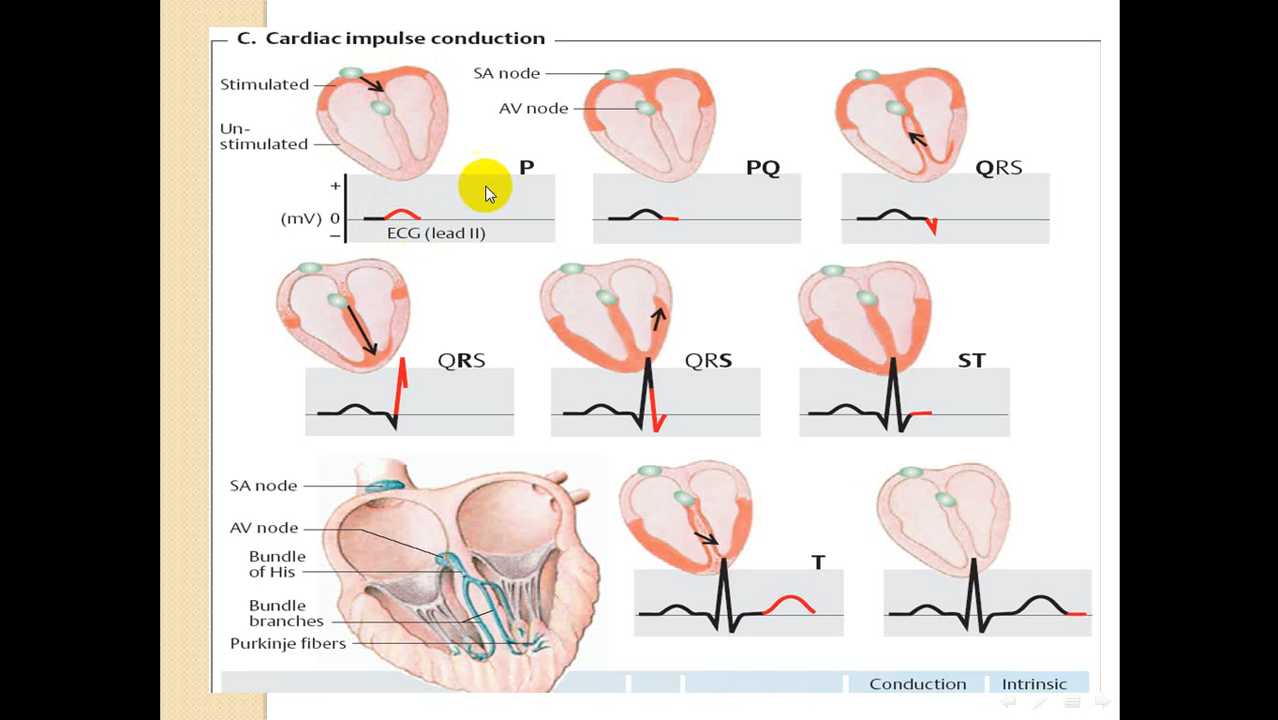 C. Cardiac impulse conduction
Stimulated
Un-
stimulated
SA node
AV node
P
PQ
QRS
+
(mV) 0
–
ECG (lead II)
QRS
QRS
ST
SA node
AV node
Bundle
of His
Bundle
branches
Purkinje fibers
T
Conduction
Intrinsic